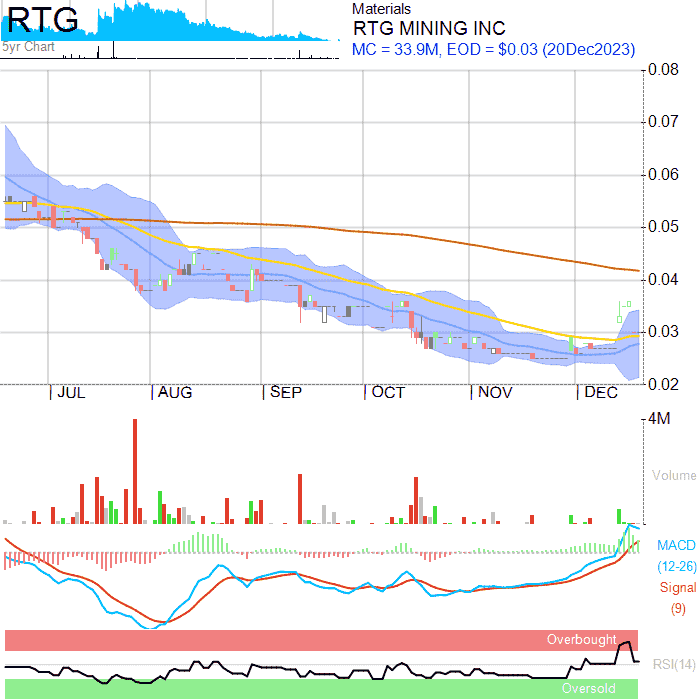 RTG
5yr Chart
Materials
RTG MINING INC
MC = 33.9M, EOD = $0.03 (20Dec2023)
0.08
0.07
0.06
0.05
0.04
0.03
0.02
JUL AUG SEP OCT NOV DEC
4M
Volume
MACD
(12-26)
Signal
(9)
Overbought
RSI(14)
Oversold